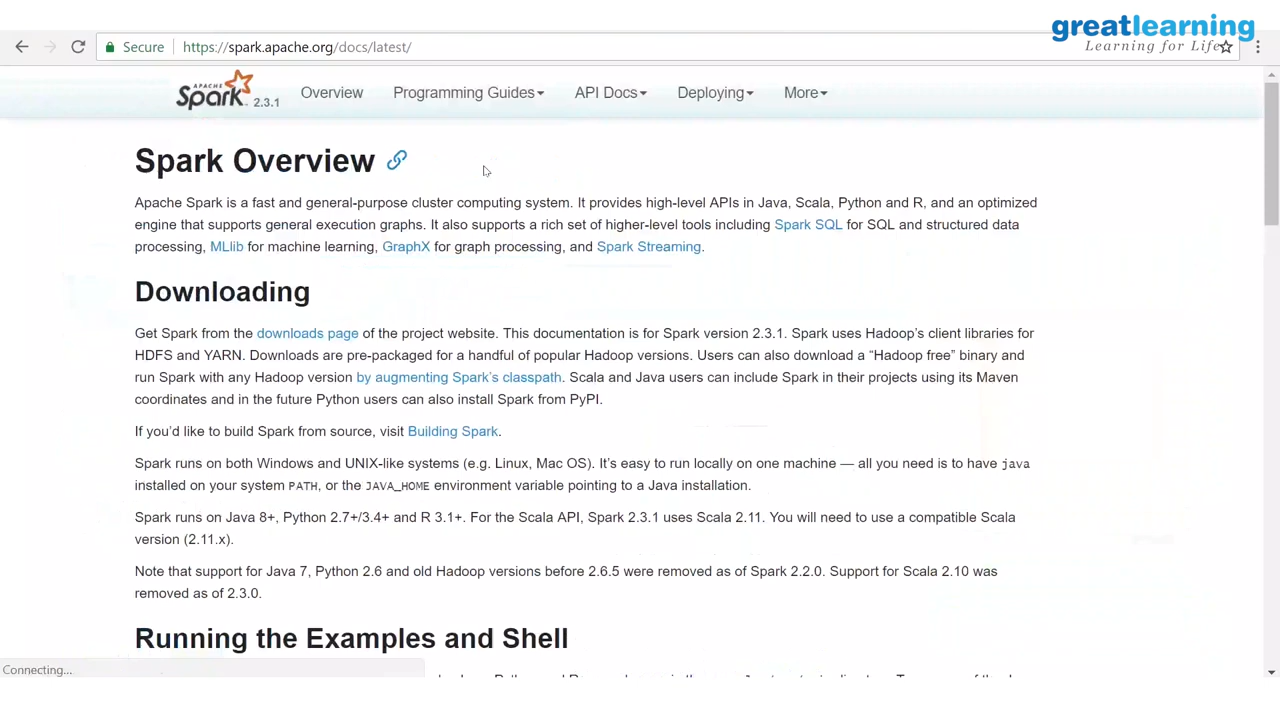 greatlearning
Learning for Life
Secure https://spark.apache.org/docs/latest/
APACHE Spark 2.3.1 Overview Programming Guides API Docs Deploying More
Spark Overview
Apache Spark is a fast and general-purpose cluster computing system. It provides high-level APIs in Java, Scala, Python and R, and an optimized
engine that supports general execution graphs. It also supports a rich set of higher-level tools including Spark SQL for SQL and structured data
processing, MLlib for machine learning, GraphX for graph processing, and Spark Streaming.
Downloading
Get Spark from the downloads page of the project website. This documentation is for Spark version 2.3.1. Spark uses Hadoop’s client libraries for
HDFS and YARN. Downloads are pre-packaged for a handful of popular Hadoop versions. Users can also download a “Hadoop free” binary and
run Spark with any Hadoop version by augmenting Spark’s classpath. Scala and Java users can include Spark in their projects using its Maven
coordinates and in the future Python users can also install Spark from PyPI.
If you’d like to build Spark from source, visit Building Spark.
Spark runs on both Windows and UNIX-like systems (e.g. Linux, Mac OS). It’s easy to run locally on one machine — all you need is to have java
installed on your system PATH, or the JAVA_HOME environment variable pointing to a Java installation.
Spark runs on Java 8+, Python 2.7+/3.4+ and R 3.1+. For the Scala API, Spark 2.3.1 uses Scala 2.11. You will need to use a compatible Scala
version (2.11.x).
Note that support for Java 7, Python 2.6 and old Hadoop versions before 2.6.5 were removed as of Spark 2.2.0. Support for Scala 2.10 was
removed as of 2.3.0.
Running the Examples and Shell
Connecting...